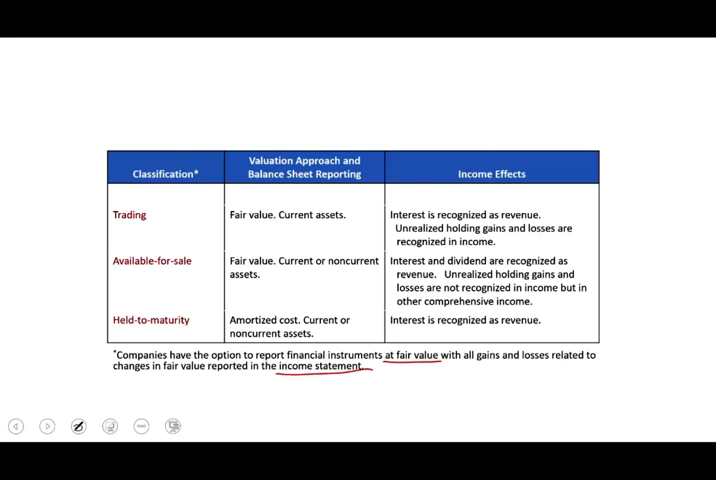 Classification*
Valuation Approach and
Balance Sheet Reporting
Income Effects
Trading
Fair value. Current assets.
Interest is recognized as revenue.
Unrealized holding gains and losses are
recognized in income.
Available-for-sale
Fair value. Current or noncurrent
assets.
Interest and dividend are recognized as
revenue. Unrealized holding gains and
losses are not recognized in income but in
other comprehensive income.
Held-to-maturity
Amortized cost. Current or
noncurrent assets.
Interest is recognized as revenue.
*Companies have the option to report financial instruments at fair value with all gains and losses related to
changes in fair value reported in the income statement.